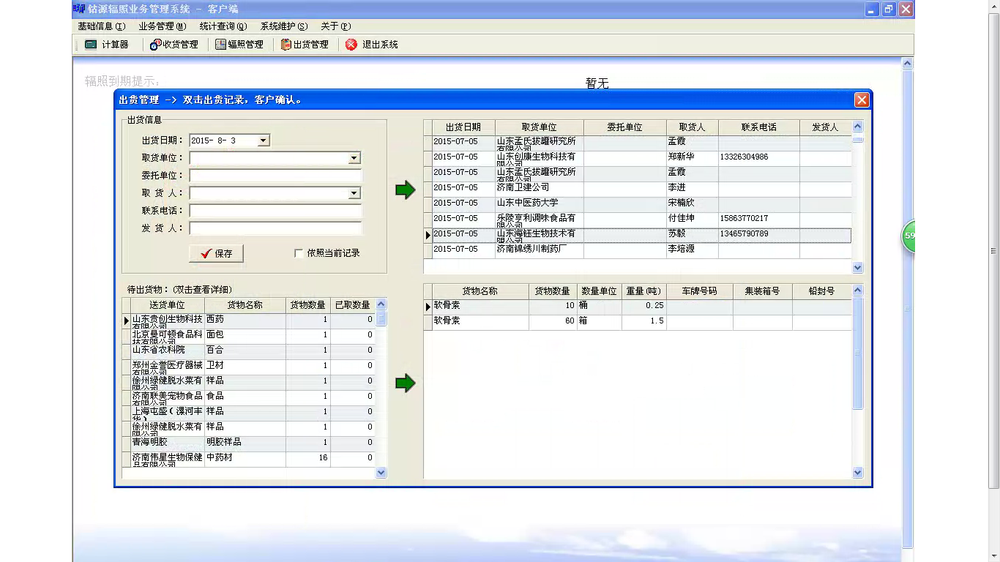 钴源辐照业务管理系统 - 客户端
基础信息(I) 业务管理(M) 统计查询(Q) 系统维护(S) 关于(P)
计算器 收货管理 辐照管理 出货管理 退出系统
辐照到期提示:
暂无
出货管理 -> 双击出货记录,客户确认。
出货信息
出货日期: 2015- 8- 3
取货单位:
委托单位:
取 货 人:
联系电话:
发 货 人:
保存 依照当前记录
出货日期 取货单位 委托单位 取货人 联系电话 发货人
2015-07-05 山东孟氏拔罐研究所有限公司 孟霞
2015-07-05 山东创康生物科技有限公司 郑新华 13326304986
2015-07-05 山东孟氏拔罐研究所有限公司 孟霞
2015-07-05 济南卫建公司 李进
2015-07-05 山东中医药大学 宋楠欣
2015-07-05 乐陵亨利调味食品有限公司 付佳坤 15863770217
2015-07-05 山东海钰生物技术有限公司 苏毅 13465790789
2015-07-05 济南锦绣川制药厂 李培源
待出货物:(双击查看详细)
送货单位 货物名称 货物数量 已取数量
山东贵创生物科技有限公司 西药 1 0
北京曼可顿食品科技有限公司 面包 1 0
山东省农科院 百合 1 0
郑州金誉医疗器械有限公司 卫材 1 0
徐州绿健脱水菜有限公司 样品 1 0
济南联美宠物食品有限公司 食品 1 0
上海屯盛(漯河丰华) 样品 1 0
徐州绿健脱水菜有限公司 样品 1 0
青海明胶 明胶样品 1 0
济南伟星生物保健品有限公司 中药材 16 0
货物名称 货物数量 数量单位 重量(吨) 车牌号码 集装箱号 铅封号
软骨素 10 桶 0.25
软骨素 60 箱 1.5
59